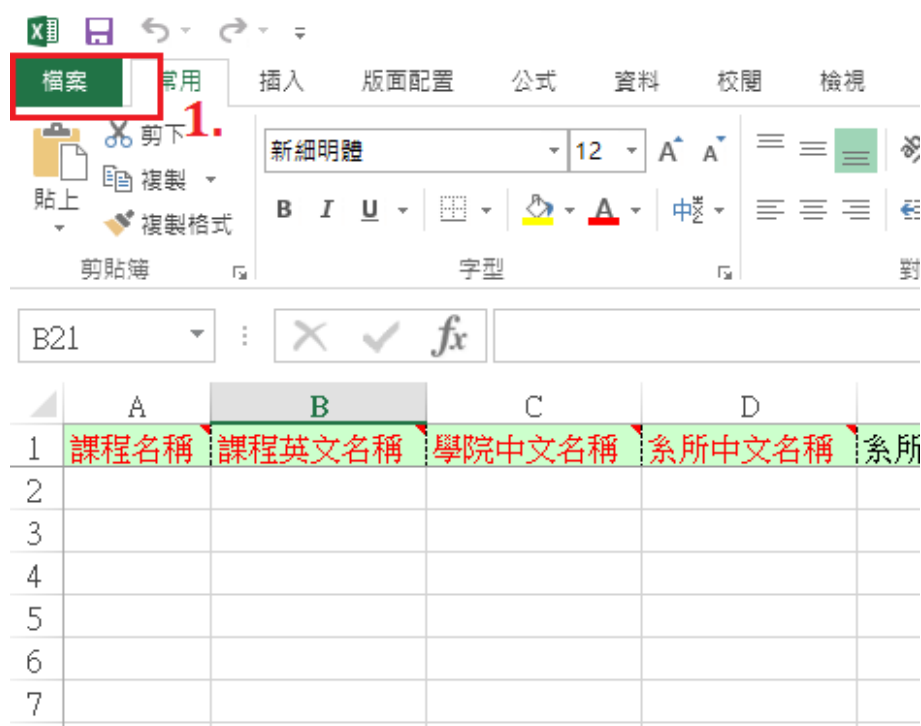 檔案 常用 插入 版面配置 公式 資料 校閱 檢視
1.
剪下
複製
貼上
複製格式
新細明體 12 A A
B I U A 中
剪貼簿 字型 對
B21 fx
A B C D
1 課程名稱 課程英文名稱 學院中文名稱 系所中文名稱 系所
2
3
4
5
6
7